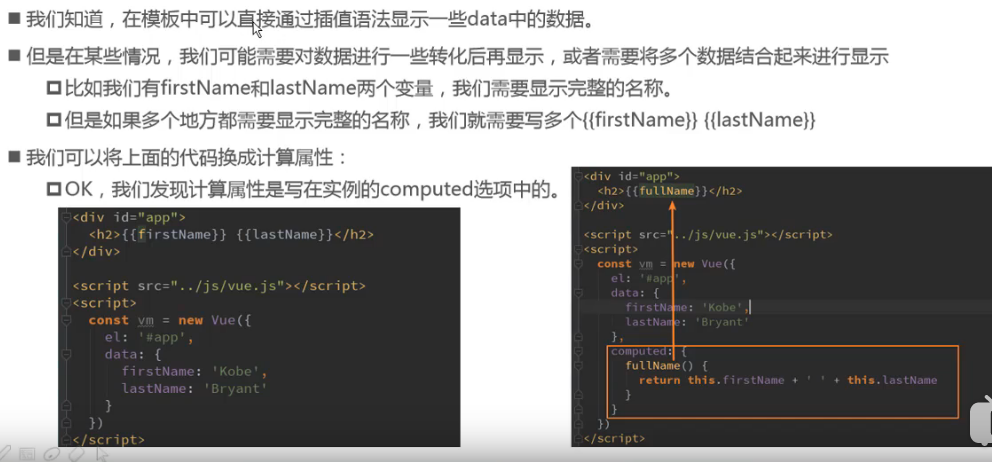 ■ 我们知道，在模板中可以直接通过插值语法显示一些data中的数据。
■ 但是在某些情况，我们可能需要对数据进行一些转化后再显示，或者需要将多个数据结合起来进行显示
比如我们有firstName和lastName两个变量，我们需要显示完整的名称。
但是如果多个地方都需要显示完整的名称，我们就需要写多个{{firstName}} {{lastName}}
■ 我们可以将上面的代码换成计算属性：
OK，我们发现计算属性是写在实例的computed选项中的。
<div id="app">
<h2>{{firstName}} {{lastName}}</h2>
</div>
<script src="../js/vue.js"></script>
<script>
const vm = new Vue({
el: '#app',
data: {
firstName: 'Kobe',
lastName: 'Bryant'
}
})
</script>
<div id="app">
<h2>{{fullName}}</h2>
</div>
<script src="../js/vue.js"></script>
<script>
const vm = new Vue({
el: '#app',
data: {
firstName: 'Kobe',
lastName: 'Bryant'
},
computed: {
fullName() {
return this.firstName + ' ' + this.lastName
}
}
})
</script>